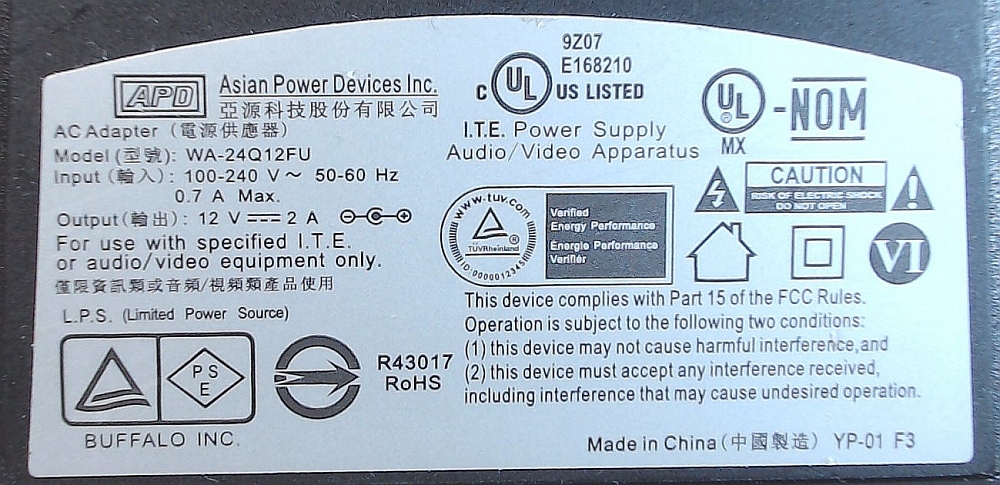 APD
Asian Power Devices Inc.
亞源科技股份有限公司
AC Adapter (電源供應器)
Model (型號): WA-24Q12FU
Input (輸入): 100-240 V～ 50-60 Hz
0.7 A Max.
Output (輸出): 12 V⎓2 A
For use with specified I.T.E.
or audio/video equipment only.
僅限資訊類或音頻/視頻類產品使用
L.P.S. (Limited Power Source)
PS
E
BUFFALO INC.
R43017
RoHS
9Z07
E168210
C UL US LISTED
®
I.T.E. Power Supply
Audio/Video Apparatus
UL
®
MX
-NOM
www.tuv.com
TÜVRheinland
®
ID:0000012345
Verified
Energy Performance
Énergie Performance
Verifiér
CAUTION
RISK OF ELECTRIC SHOCK
DO NOT OPEN
VI
This device complies with Part 15 of the FCC Rules.
Operation is subject to the following two conditions:
(1) this device may not cause harmful interference,and
(2) this device must accept any interference received,
including interference that may cause undesired operation.
Made in China (中國製造) YP-01 F3